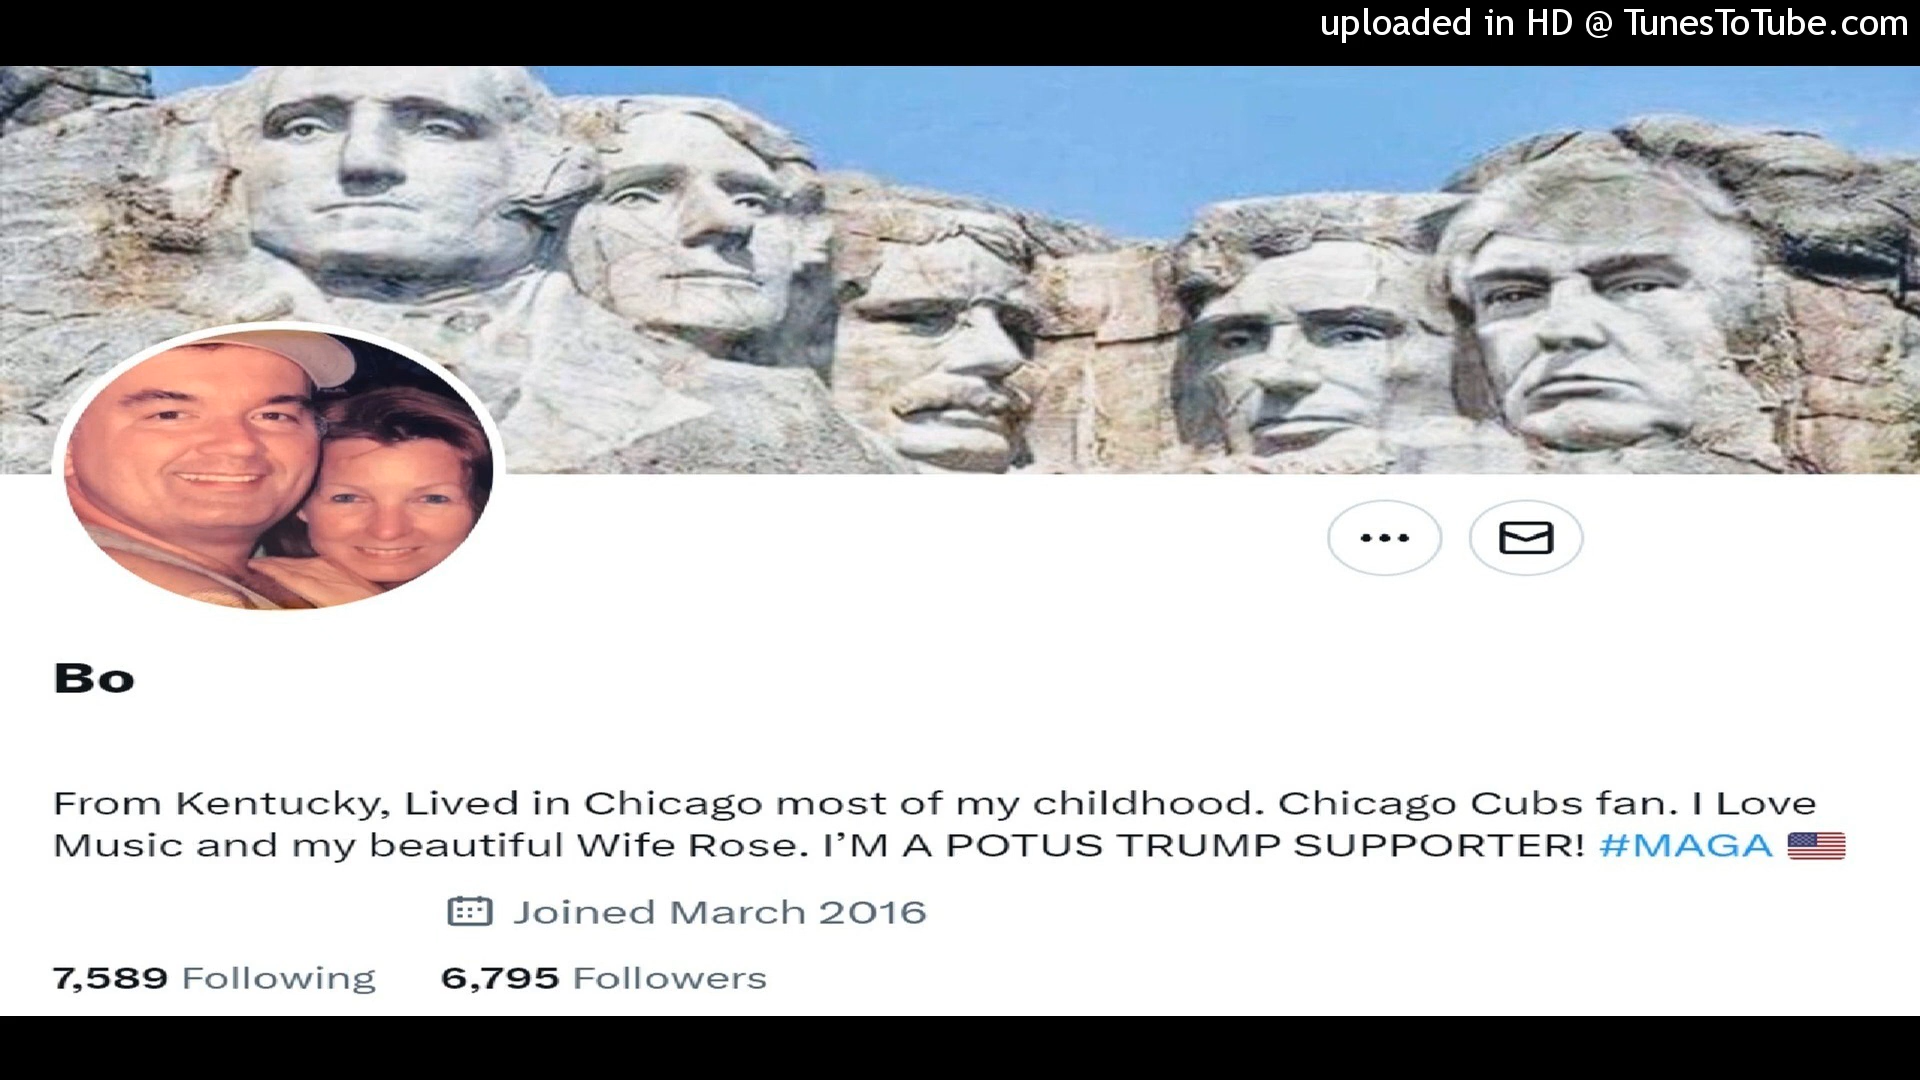 uploaded in HD @ TunesToTube.com
Bo
From Kentucky, Lived in Chicago most of my childhood. Chicago Cubs fan. I Love
Music and my beautiful Wife Rose. I’M A POTUS TRUMP SUPPORTER! #MAGA 🇺🇸
Joined March 2016
7,589 Following 6,795 Followers